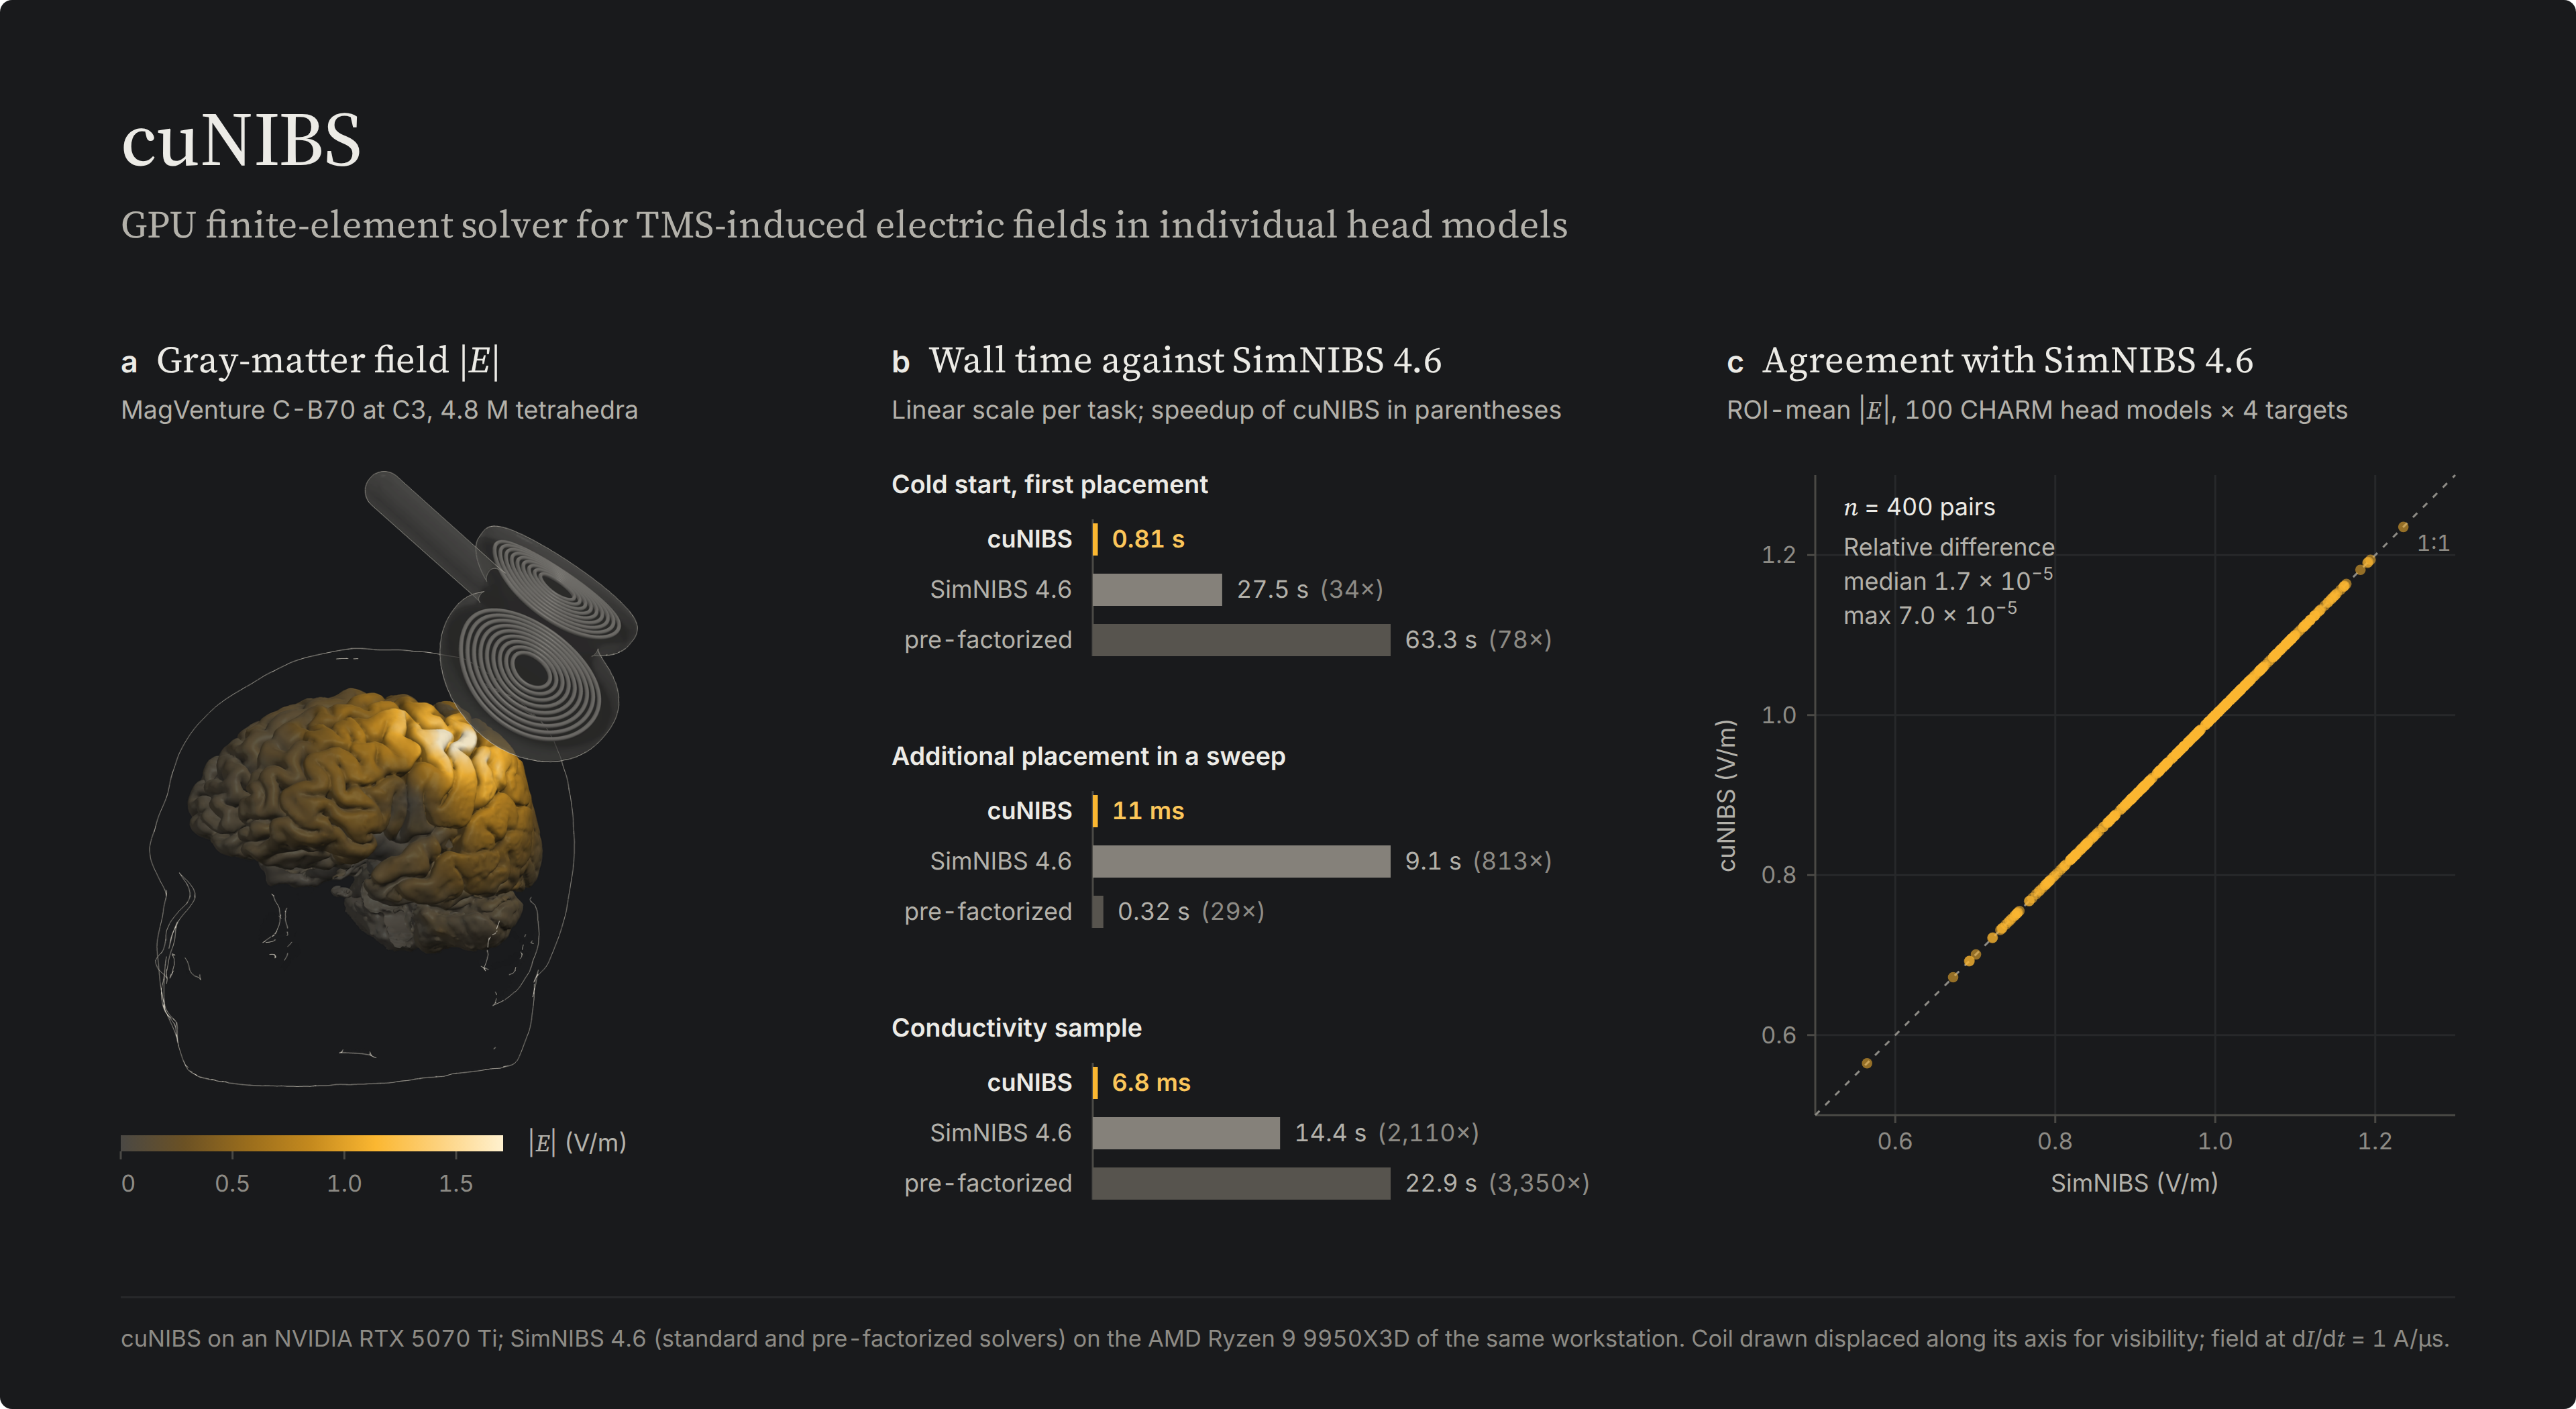 cuNIBS
GPU finite-element solver for TMS-induced electric fields in individual head models
a Gray-matter field |E|
MagVenture C-B70 at C3, 4.8 M tetrahedra
|E| (V/m)
0 0.5 1.0 1.5
b Wall time against SimNIBS 4.6
Linear scale per task; speedup of cuNIBS in parentheses
Cold start, first placement
cuNIBS 0.81 s
SimNIBS 4.6 27.5 s (34×)
pre-factorized 63.3 s (78×)
Additional placement in a sweep
cuNIBS 11 ms
SimNIBS 4.6 9.1 s (813×)
pre-factorized 0.32 s (29×)
Conductivity sample
cuNIBS 6.8 ms
SimNIBS 4.6 14.4 s (2,110×)
pre-factorized 22.9 s (3,350×)
c Agreement with SimNIBS 4.6
ROI-mean |E|, 100 CHARM head models × 4 targets
n = 400 pairs
Relative difference
median 1.7 × 10⁻⁵
max 7.0 × 10⁻⁵
1:1
1.2
1.0
0.8
0.6
cuNIBS (V/m)
0.6 0.8 1.0 1.2
SimNIBS (V/m)
cuNIBS on an NVIDIA RTX 5070 Ti; SimNIBS 4.6 (standard and pre-factorized solvers) on the AMD Ryzen 9 9950X3D of the same workstation. Coil drawn displaced along its axis for visibility; field at dI/dt = 1 A/µs.